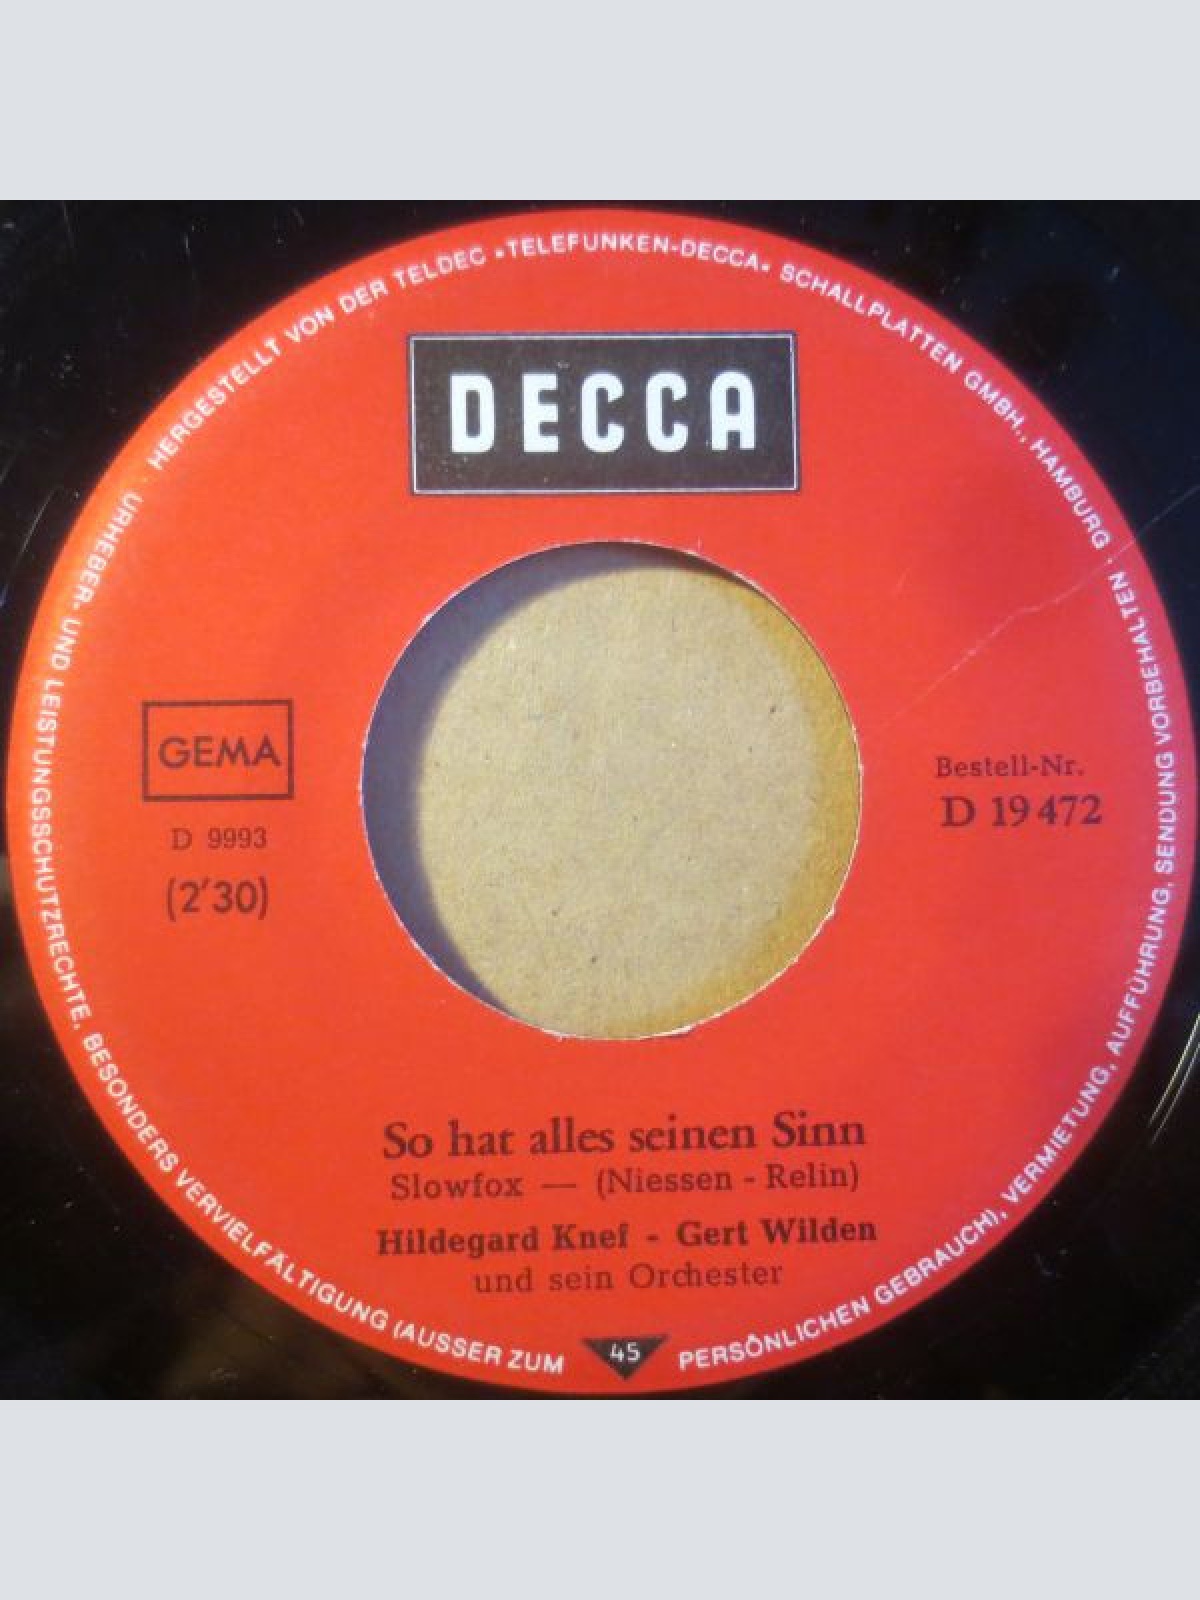 HERGESTELLT VON DER TELDEC •TELEFUNKEN-DECCA• SCHALLPLATTEN GMBH., HAMBURG ·
URHEBER- UND LEISTUNGSSCHUTZRECHTE, BESONDERS VERVIELFÄLTIGUNG (AUSSER ZUM PERSÖNLICHEN GEBRAUCH), VERMIETUNG, AUFFÜHRUNG, SENDUNG VORBEHALTEN ·
DECCA
GEMA
D 9993
(2'30)
Bestell-Nr.
D 19 472
So hat alles seinen Sinn
Slowfox — (Niessen - Relin)
Hildegard Knef - Gert Wilden
und sein Orchester
45